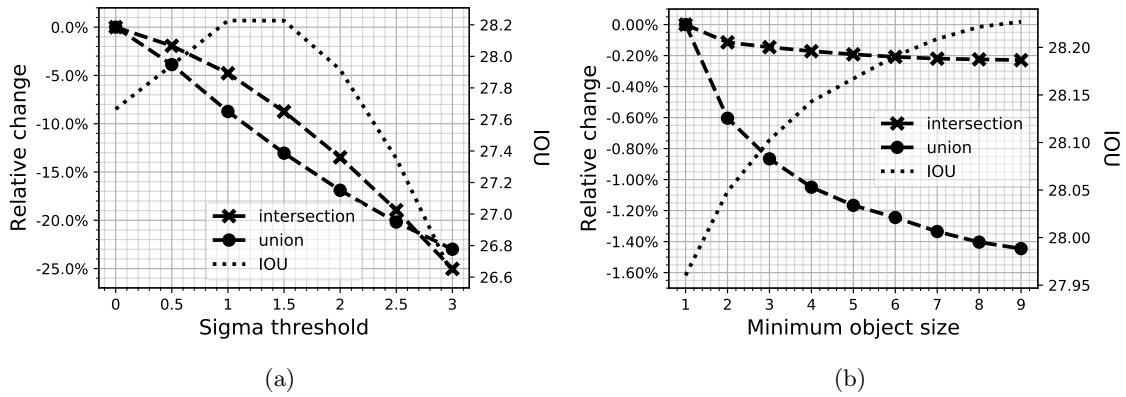 0.0%
-5.0%
-10.0%
-15.0%
-20.0%
-25.0%
Relative change
28.2
28.0
27.8
27.6
27.4
27.2
27.0
26.8
26.6
IOU
intersection
union
IOU
0 0.5 1 1.5 2 2.5 3
Sigma threshold
(a)
0.00%
-0.20%
-0.40%
-0.60%
-0.80%
-1.00%
-1.20%
-1.40%
-1.60%
Relative change
28.20
28.15
28.10
28.05
28.00
27.95
IOU
intersection
union
IOU
1 2 3 4 5 6 7 8 9
Minimum object size
(b)